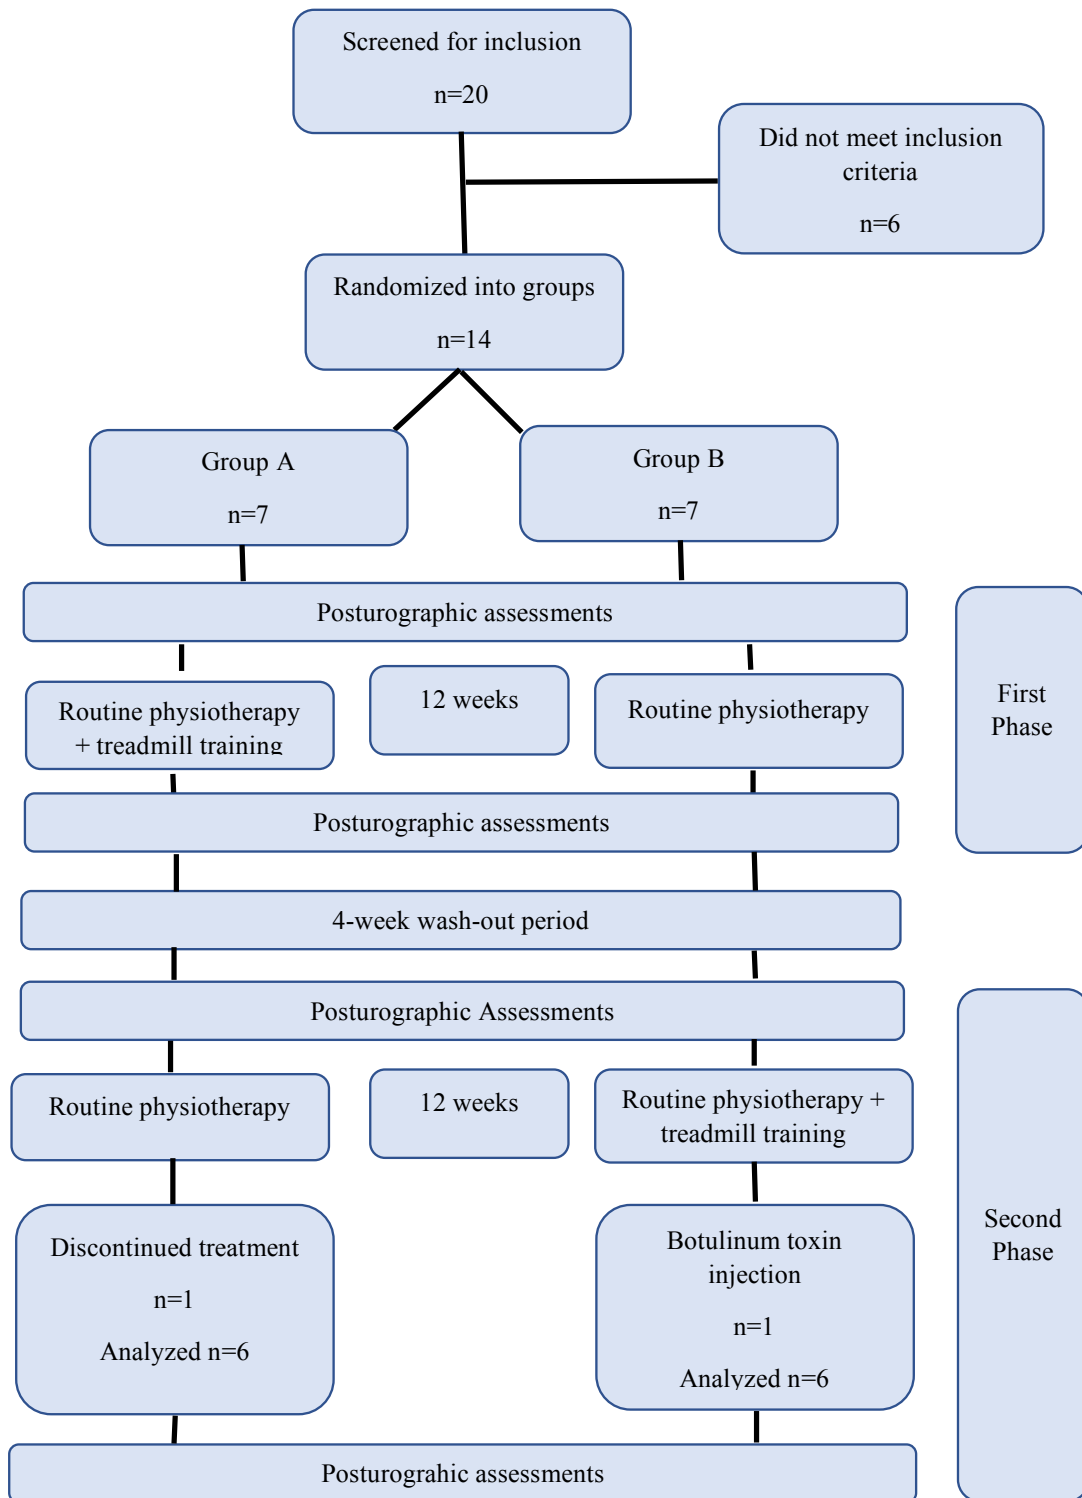 Screened for inclusion
n=20
Did not meet inclusion
criteria
n=6
Randomized into groups
n=14
Group A
n=7
Group B
n=7
Posturographic assessments
Routine physiotherapy
+ treadmill training
12 weeks
Routine physiotherapy
First
Phase
Posturographic assessments
4-week wash-out period
Posturographic Assessments
Routine physiotherapy
12 weeks
Routine physiotherapy +
treadmill training
Discontinued treatment
n=1
Analyzed n=6
Botulinum toxin
injection
n=1
Analyzed n=6
Second
Phase
Posturograhic assessments